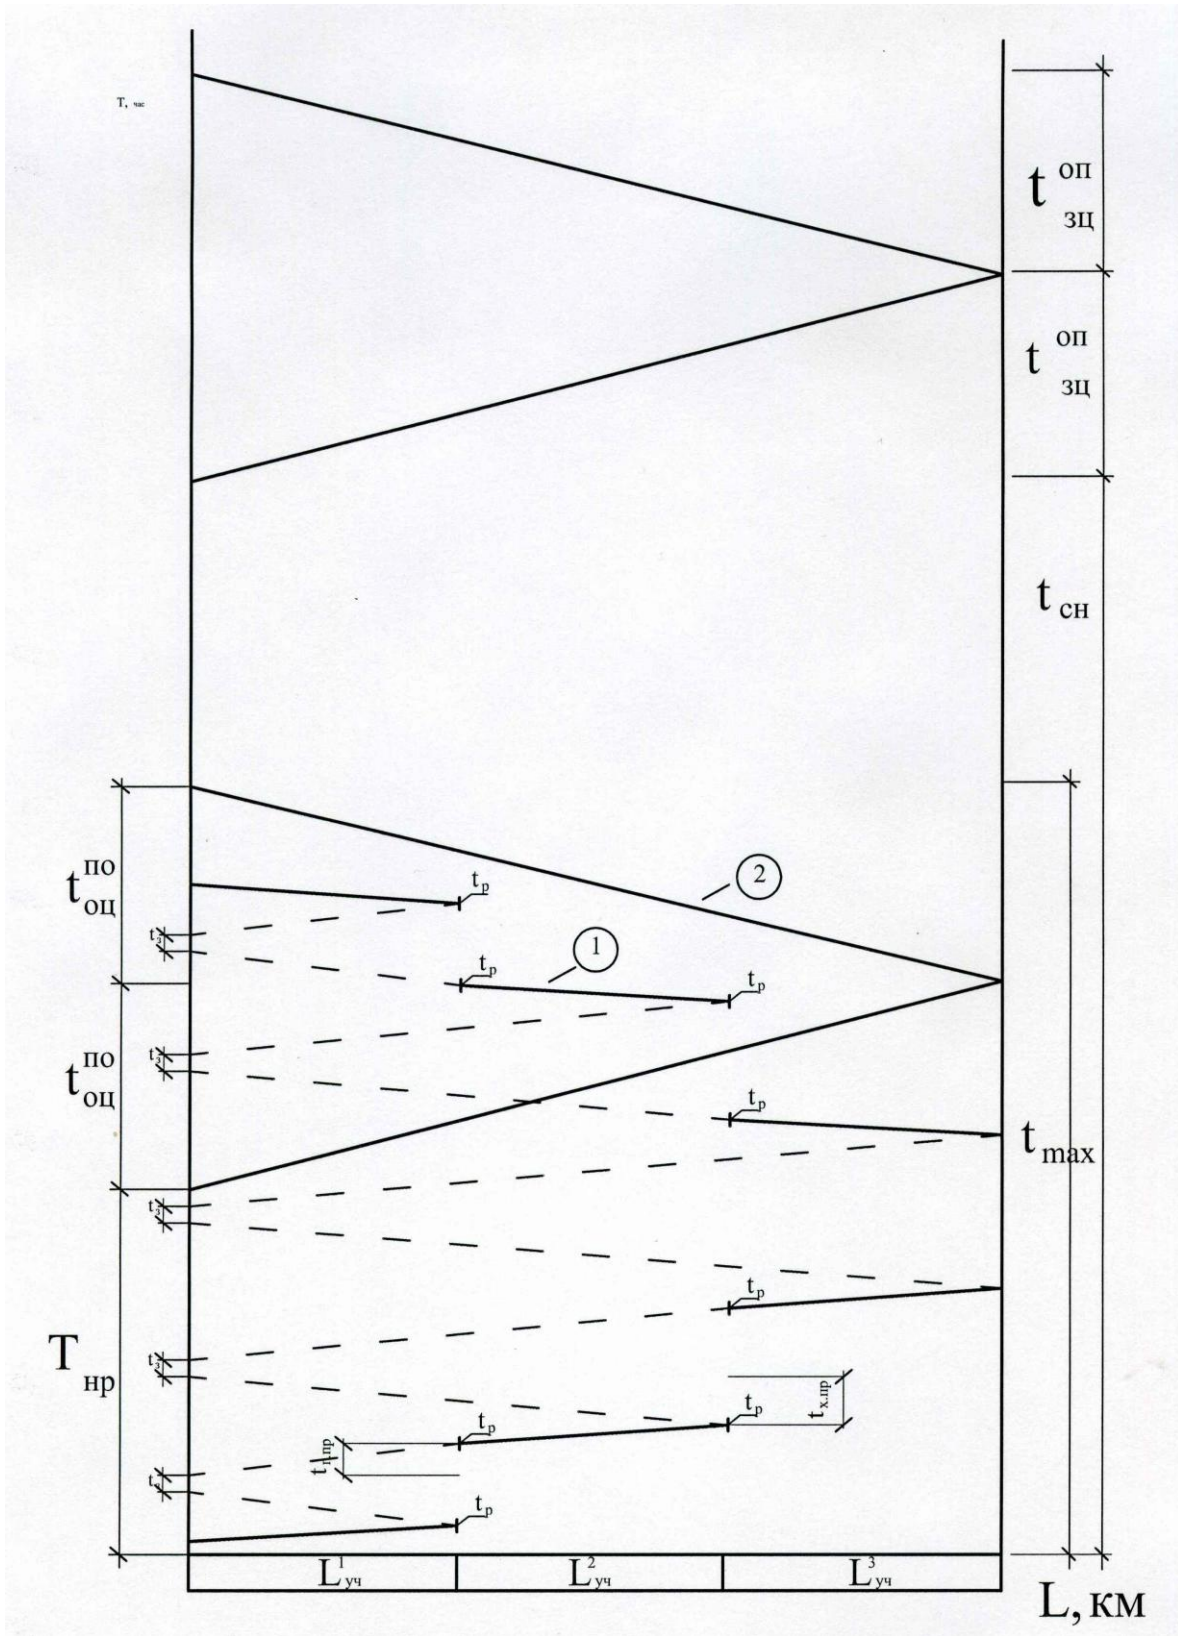 T, час
t оп зц
t оп зц
t сн
2
t по оц
t р
t з
1
t р
t р
t з
t по оц
t р
t max
t з
t р
T нр
t з
t х.пр
t р
t р
t г.пр
t з
t р
L 1 уч
L 2 уч
L 3 уч
L, км